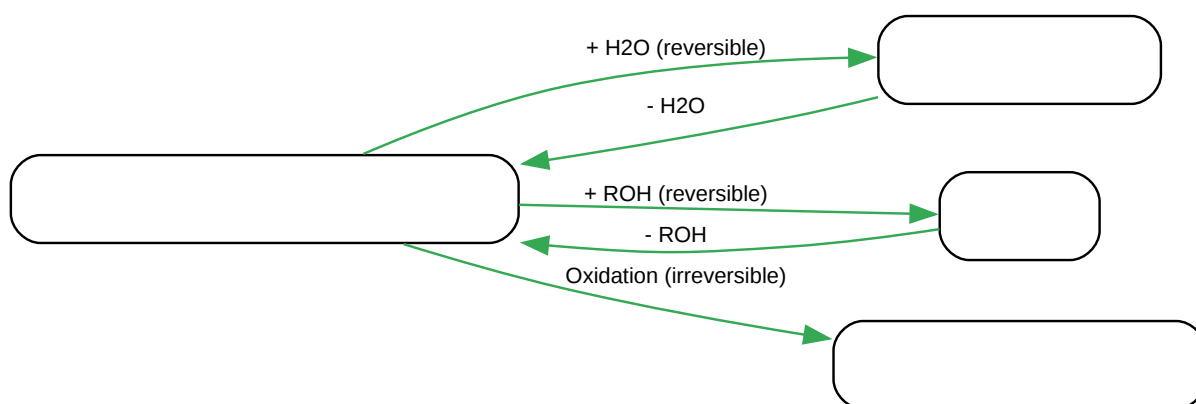 + H2O (reversible)
- H2O
+ ROH (reversible)
- ROH
Oxidation (irreversible)